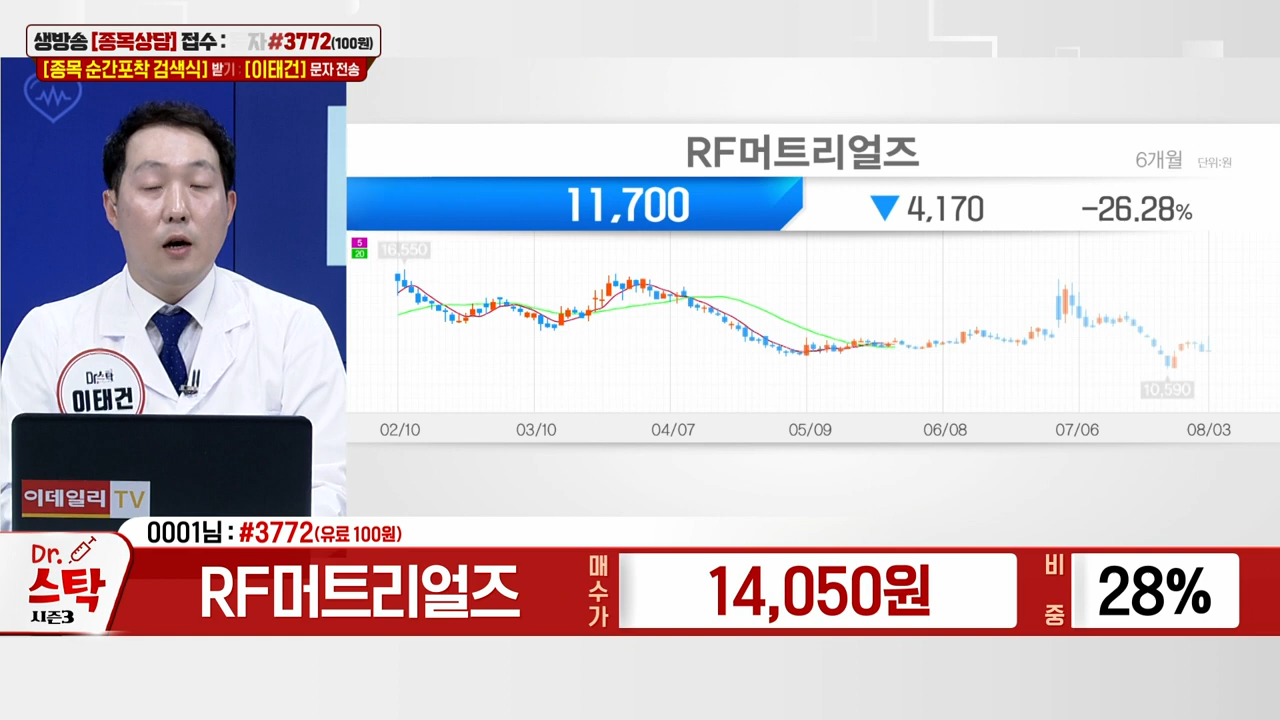 생방송 [종목상담] 접수 : 자#3772(100원)
[종목 순간포착 검색식] 받기 : [이태건] 문자 전송
RF머트리얼즈
6개월 단위:원
11,700 ▼ 4,170 -26.28%
5
20
16,550
10,590
02/10 03/10 04/07 05/09 06/08 07/06 08/03
Dr.스탁
이태건
이데일리 TV
0001님 : #3772(유료 100원)
Dr.
스탁
시즌3
RF머트리얼즈 매수가 14,050원 비중 28%